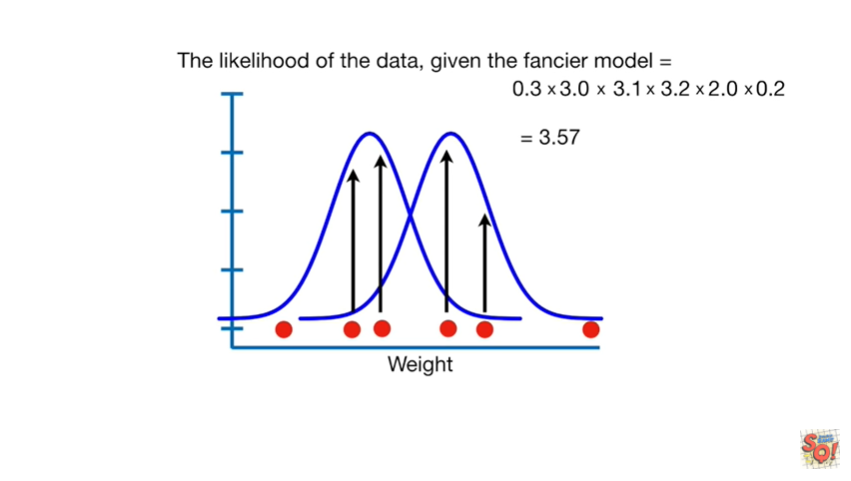 The likelihood of the data, given the fancier model =
0.3 x 3.0 x 3.1 x 3.2 x 2.0 x 0.2
= 3.57
Weight
SQ!